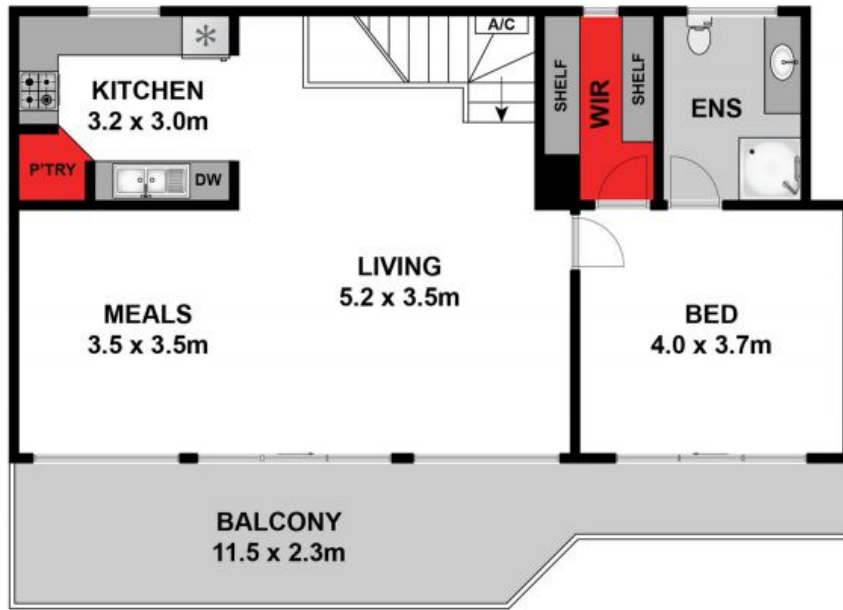 A/C
KITCHEN
3.2 x 3.0m
SHELF
WIR
SHELF
ENS
P'TRY
DW
LIVING
5.2 x 3.5m
MEALS
3.5 x 3.5m
BED
4.0 x 3.7m
BALCONY
11.5 x 2.3m